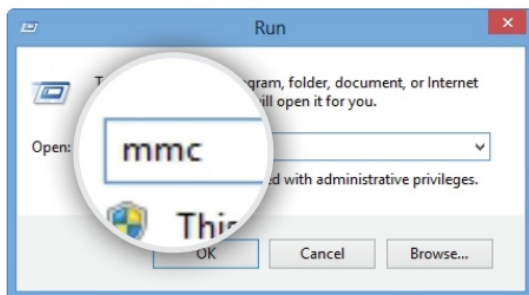 Run
T gram, folder, document, or Internet
ill open it for you.
Open: mmc
d with administrative privileges.
This
OK Cancel Browse...